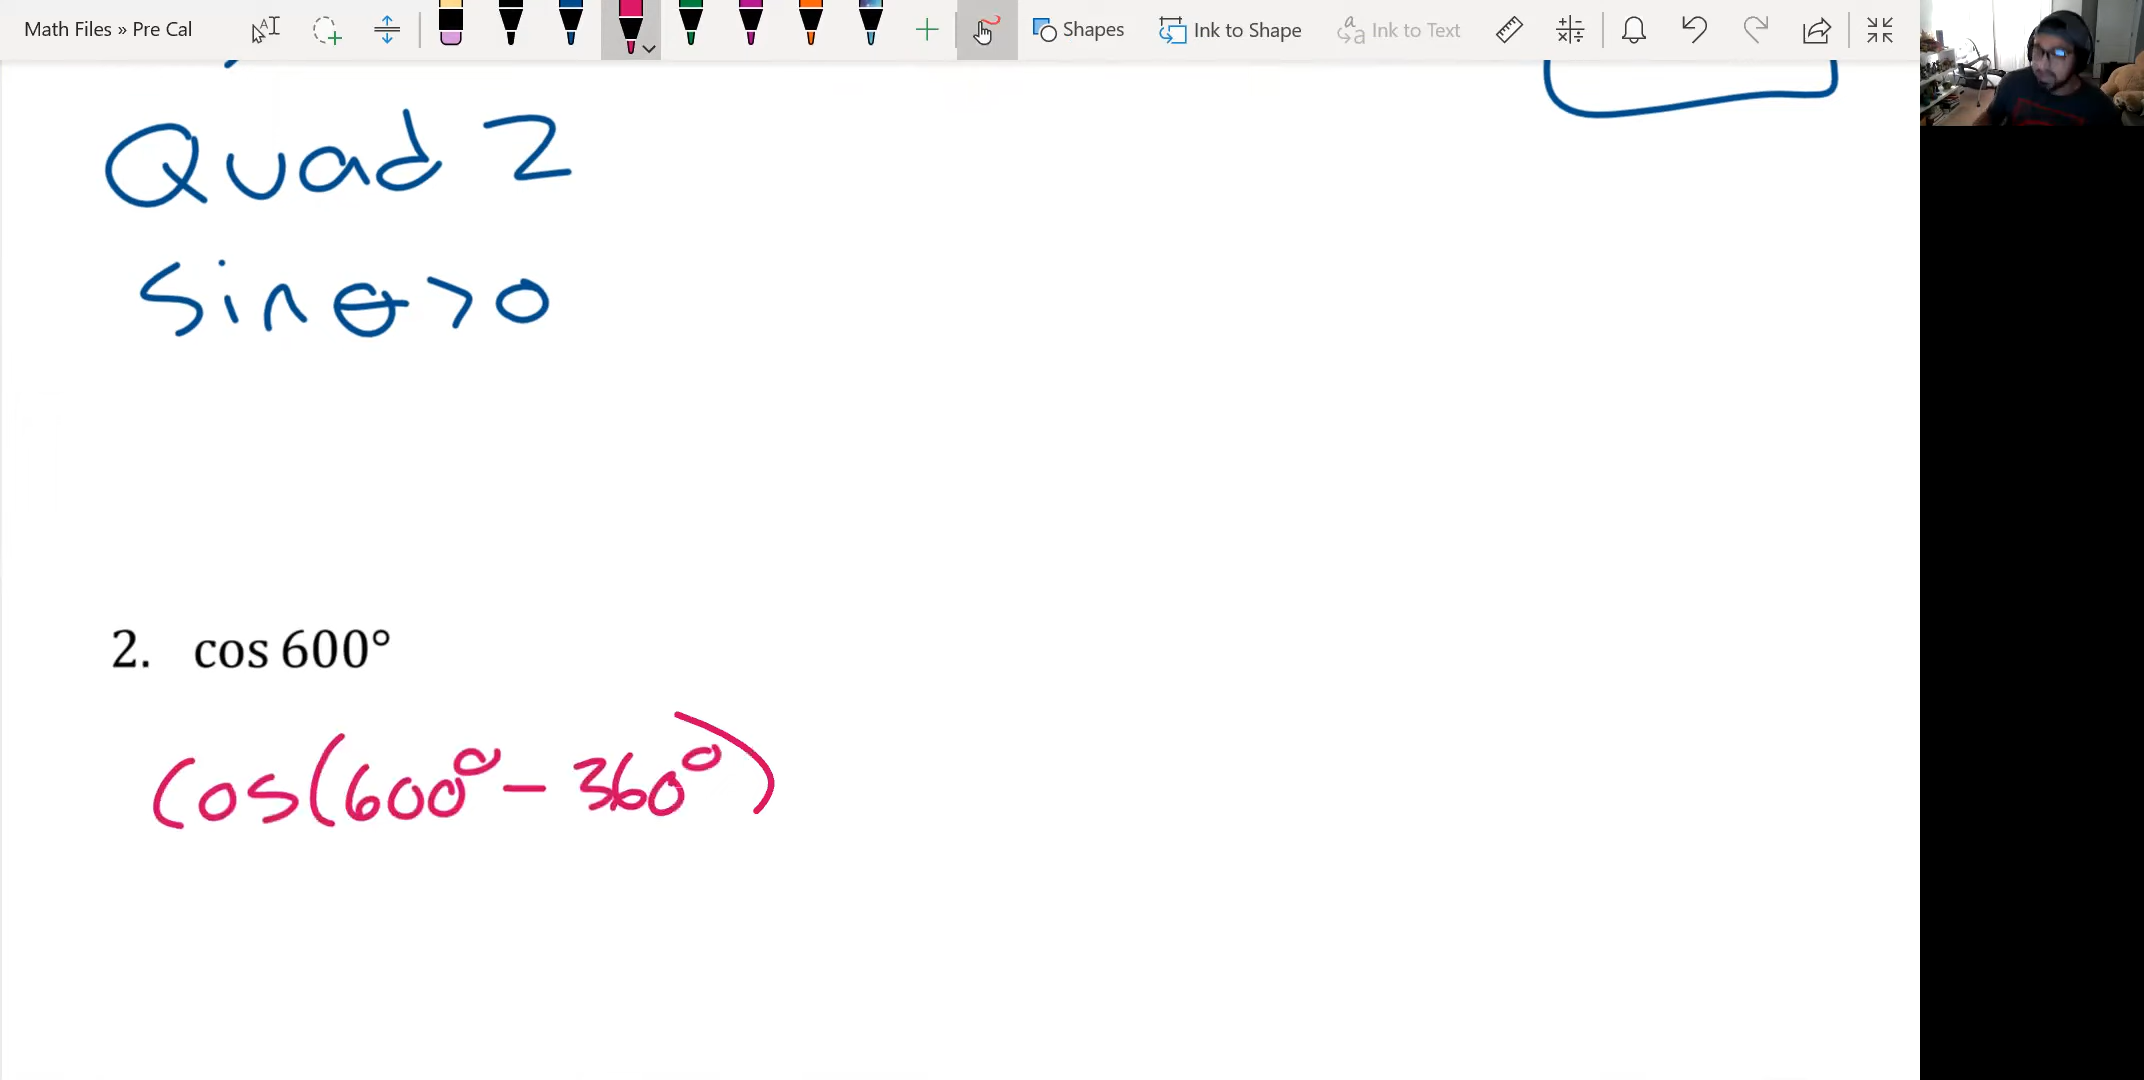 Math Files » Pre Cal Shapes Ink to Shape Ink to Text
Quad 2
sin θ > 0
2. cos 600°
cos(600° - 360°)